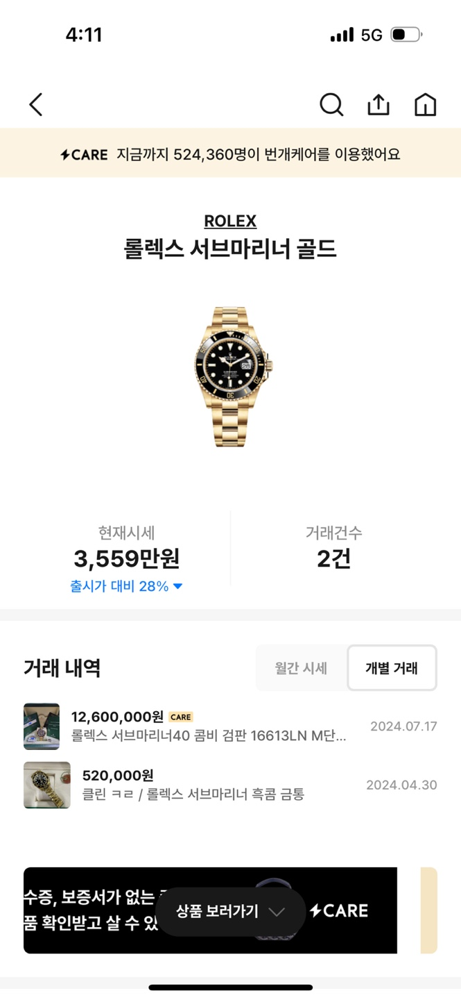 4:11
5G
CARE 지금까지 524,360명이 번개케어를 이용했어요
ROLEX
롤렉스 서브마리너 골드
현재시세
3,559만원
출시가 대비 28%
거래건수
2건
거래 내역
월간 시세
개별 거래
12,600,000원 CARE
롤렉스 서브마리너40 콤비 검판 16613LN M단...
2024.07.17
520,000원
클린 ㅋㄹ / 롤렉스 서브마리너 흑콤 금통
2024.04.30
수증, 보증서가 없는
품 확인받고 살 수 있
상품 보러가기
CARE